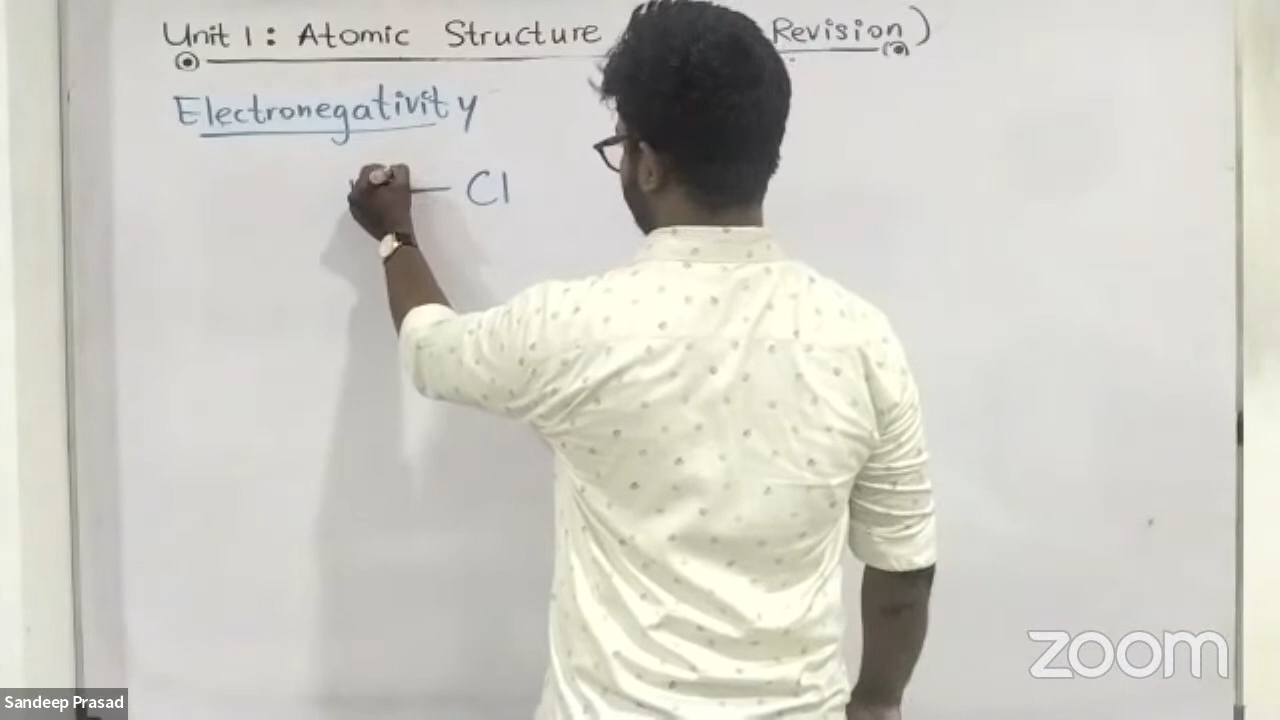 Unit 1: Atomic Structure Revision)
Electronegativity
— Cl
zoom
Sandeep Prasad